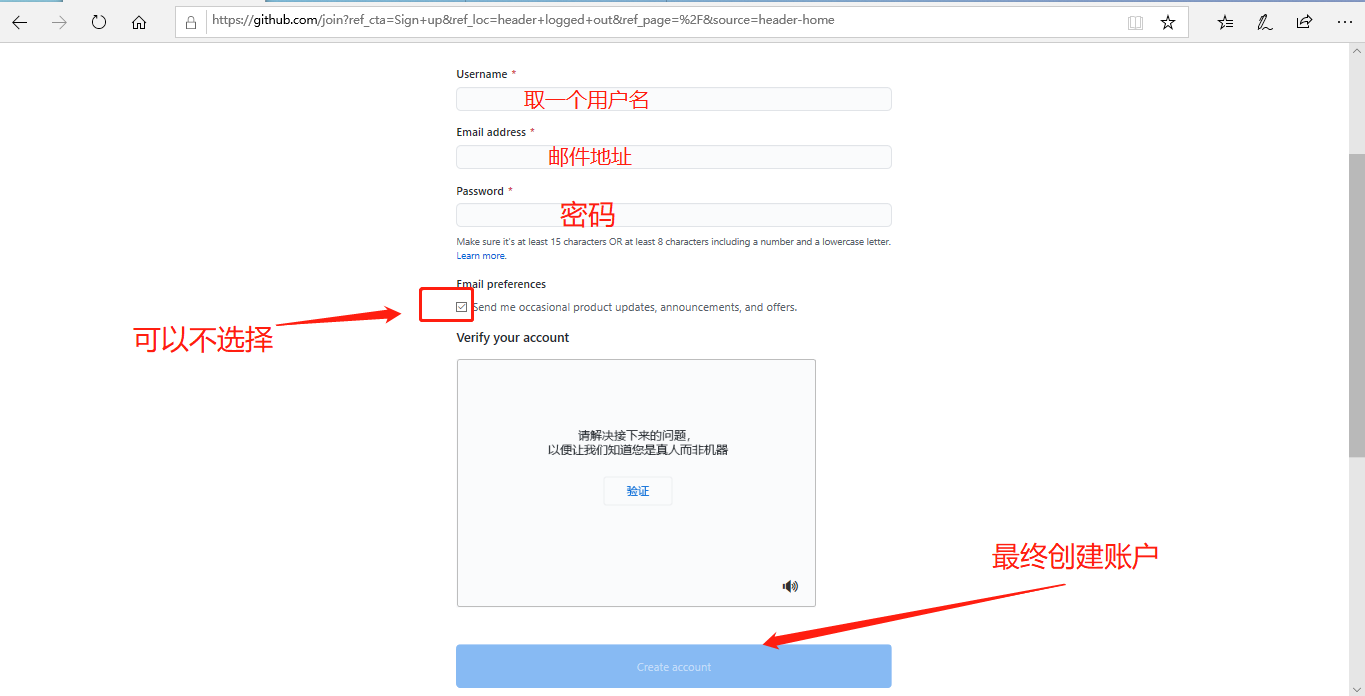 https://github.com/join?ref_cta=Sign+up&ref_loc=header+logged+out&ref_page=%2F&source=header-home
Username *
取一个用户名
Email address *
邮件地址
Password *
密码
Make sure it's at least 15 characters OR at least 8 characters including a number and a lowercase letter.
Learn more.
Email preferences
Send me occasional product updates, announcements, and offers.
可以不选择
Verify your account
请解决接下来的问题,
以便让我们知道您是真人而非机器
验证
最终创建账户
Create account